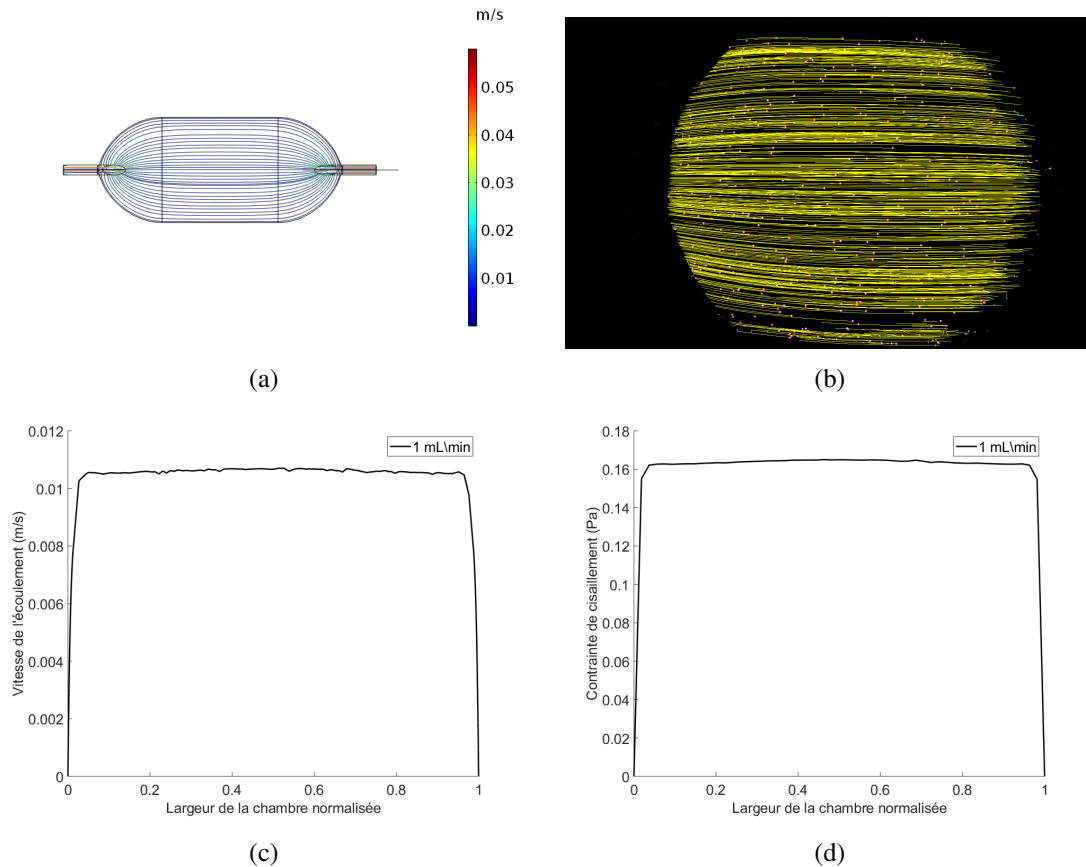 m/s
0.05
0.04
0.03
0.02
0.01
(a)
(b)
0.012
0.01
0.008
0.006
0.004
0.002
0
Vitesse de l'écoulement (m/s)
1 mL\min
0 0.2 0.4 0.6 0.8 1
Largeur de la chambre normalisée
(c)
0.18
0.16
0.14
0.12
0.1
0.08
0.06
0.04
0.02
0
Contrainte de cisaillement (Pa)
1 mL\min
0 0.2 0.4 0.6 0.8 1
Largeur de la chambre normalisée
(d)